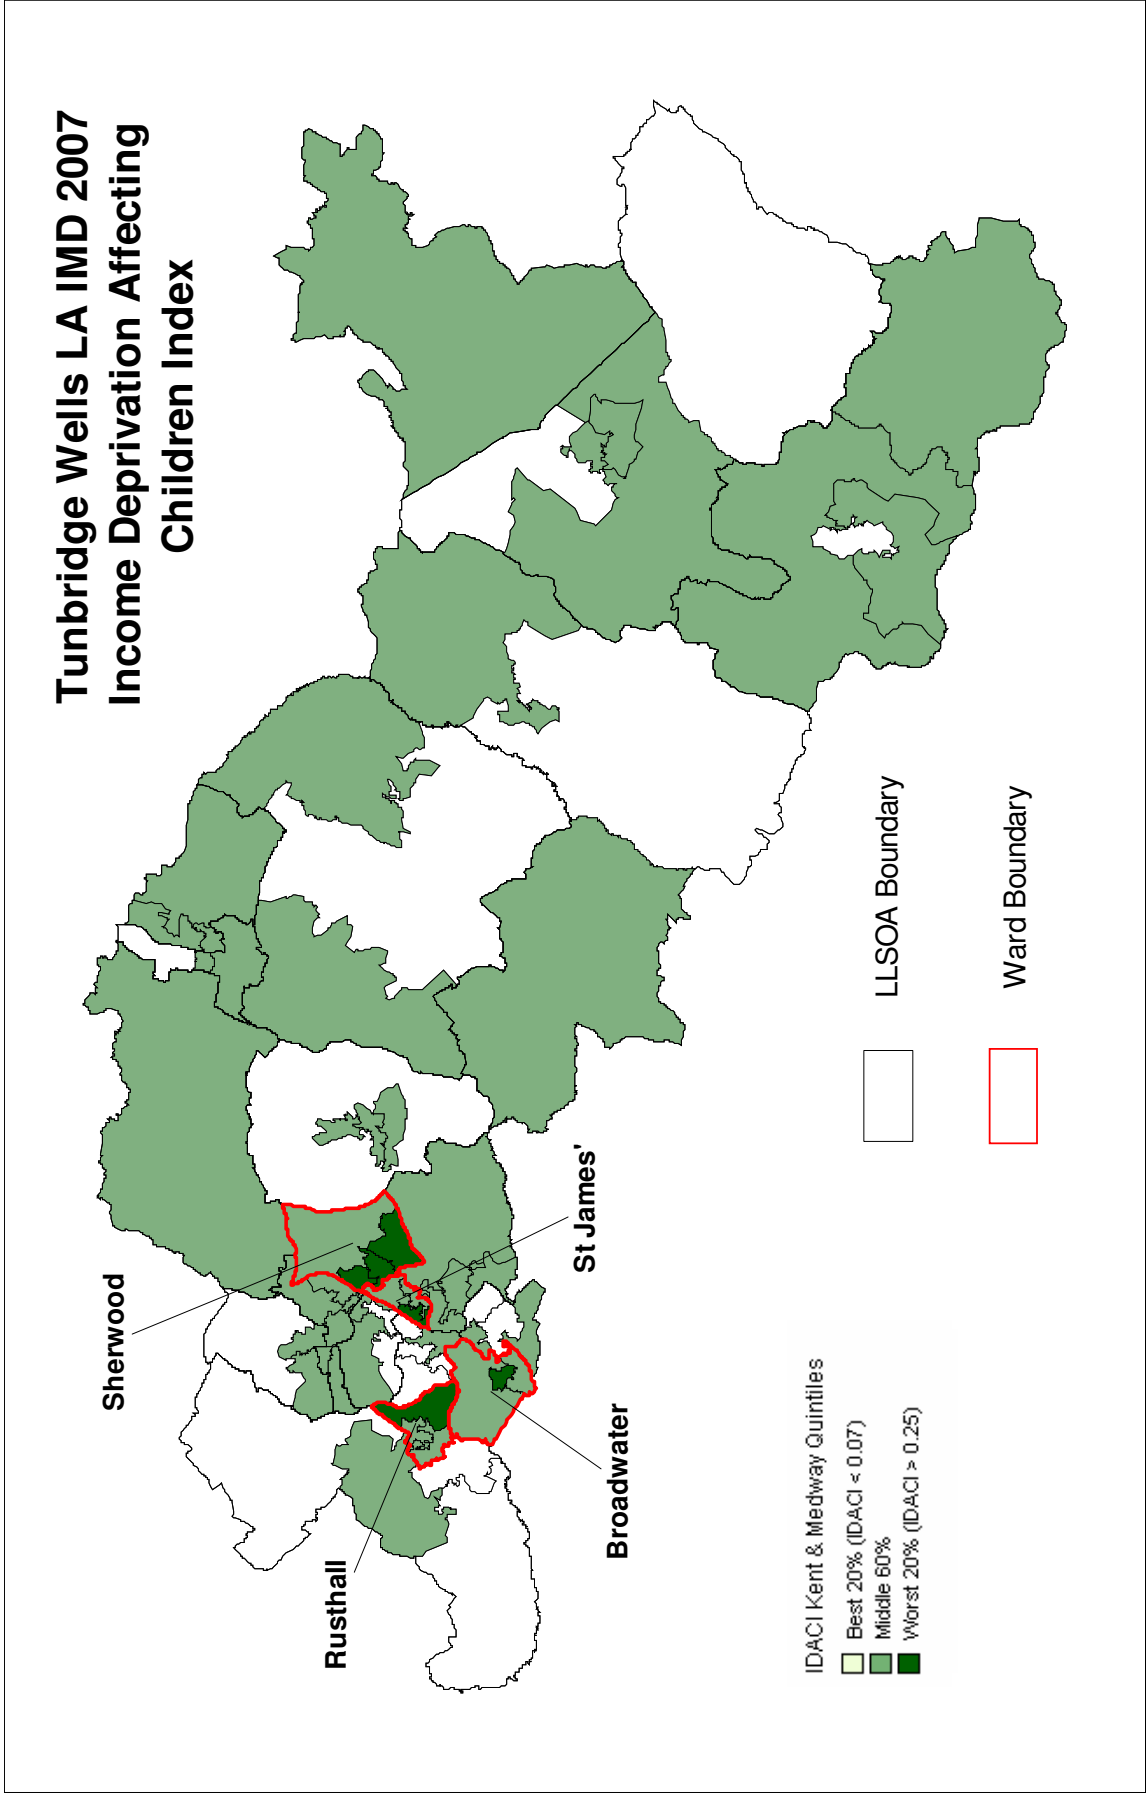 Tunbridge Wells LA IMD 2007
Income Deprivation Affecting
Children Index
Sherwood
St James'
Rusthall
Broadwater
LLSOA Boundary
Ward Boundary
IDACI Kent & Medway Quintiles
Best 20% (IDACI < 0.07)
Middle 60%
Worst 20% (IDACI > 0.25)